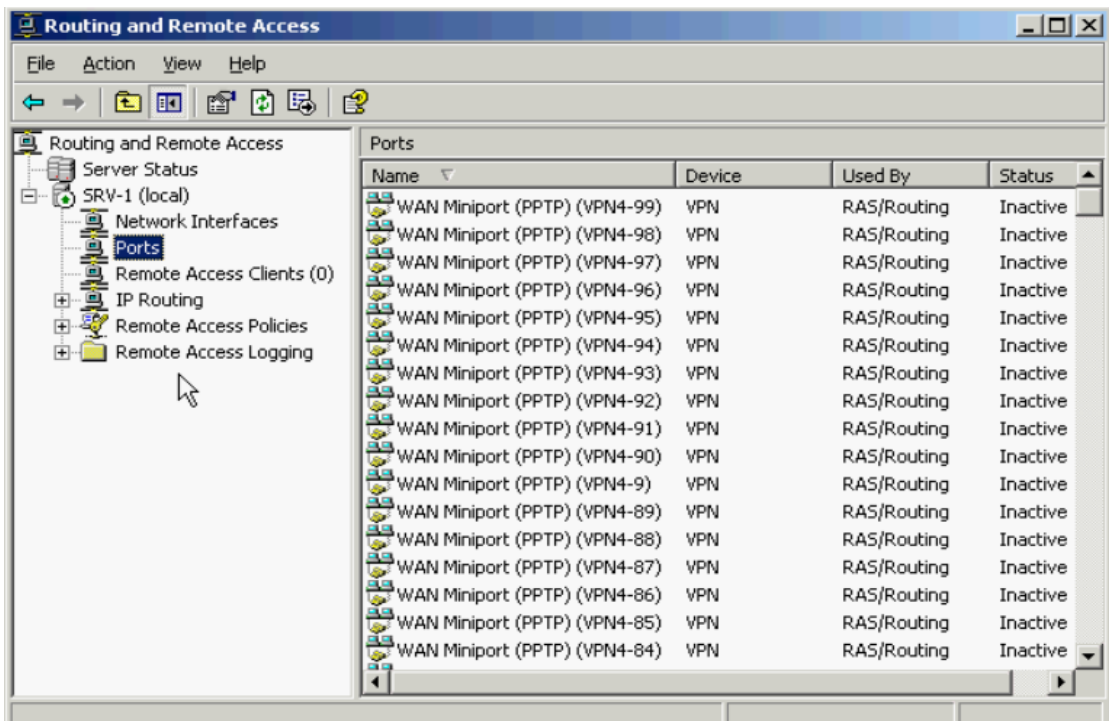 Routing and Remote Access
File Action View Help
Routing and Remote Access
Server Status
SRV-1 (local)
Network Interfaces
Ports
Remote Access Clients (0)
IP Routing
Remote Access Policies
Remote Access Logging
Ports
Name Device Used By Status
WAN Miniport (PPTP) (VPN4-99) VPN RAS/Routing Inactive
WAN Miniport (PPTP) (VPN4-98) VPN RAS/Routing Inactive
WAN Miniport (PPTP) (VPN4-97) VPN RAS/Routing Inactive
WAN Miniport (PPTP) (VPN4-96) VPN RAS/Routing Inactive
WAN Miniport (PPTP) (VPN4-95) VPN RAS/Routing Inactive
WAN Miniport (PPTP) (VPN4-94) VPN RAS/Routing Inactive
WAN Miniport (PPTP) (VPN4-93) VPN RAS/Routing Inactive
WAN Miniport (PPTP) (VPN4-92) VPN RAS/Routing Inactive
WAN Miniport (PPTP) (VPN4-91) VPN RAS/Routing Inactive
WAN Miniport (PPTP) (VPN4-90) VPN RAS/Routing Inactive
WAN Miniport (PPTP) (VPN4-9) VPN RAS/Routing Inactive
WAN Miniport (PPTP) (VPN4-89) VPN RAS/Routing Inactive
WAN Miniport (PPTP) (VPN4-88) VPN RAS/Routing Inactive
WAN Miniport (PPTP) (VPN4-87) VPN RAS/Routing Inactive
WAN Miniport (PPTP) (VPN4-86) VPN RAS/Routing Inactive
WAN Miniport (PPTP) (VPN4-85) VPN RAS/Routing Inactive
WAN Miniport (PPTP) (VPN4-84) VPN RAS/Routing Inactive